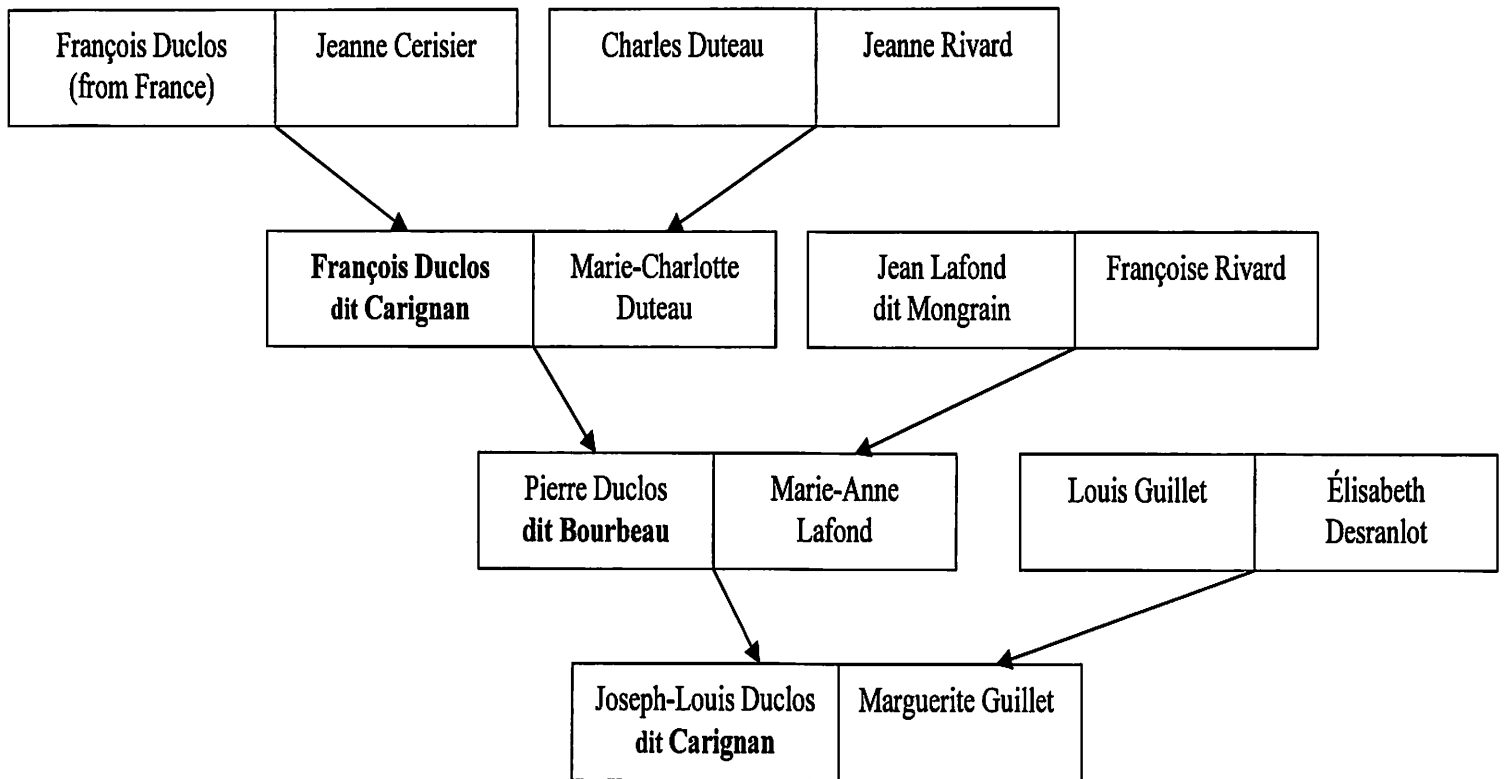 François Duclos
(from France)
Jeanne Cerisier
Charles Duteau
Jeanne Rivard
François Duclos
dit Carignan
Marie-Charlotte
Duteau
Jean Lafond
dit Mongrain
Françoise Rivard
Pierre Duclos
dit Bourbeau
Marie-Anne
Lafond
Louis Guillet
Élisabeth
Desranlot
Joseph-Louis Duclos
dit Carignan
Marguerite Guillet